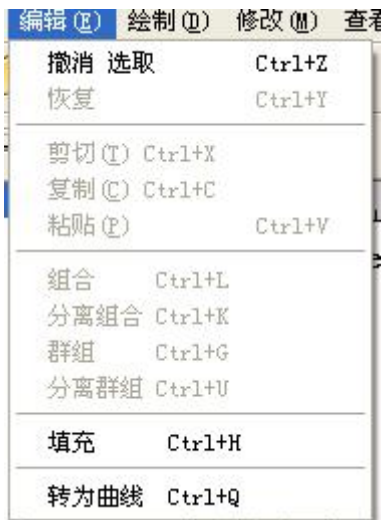 编辑(E) 绘制(D) 修改(M) 查看
撤消 选取 Ctrl+Z
恢复 Ctrl+Y
剪切(T) Ctrl+X
复制(C) Ctrl+C
粘贴(P) Ctrl+V
组合 Ctrl+L
分离组合 Ctrl+K
群组 Ctrl+G
分离群组 Ctrl+U
填充 Ctrl+H
转为曲线 Ctrl+Q